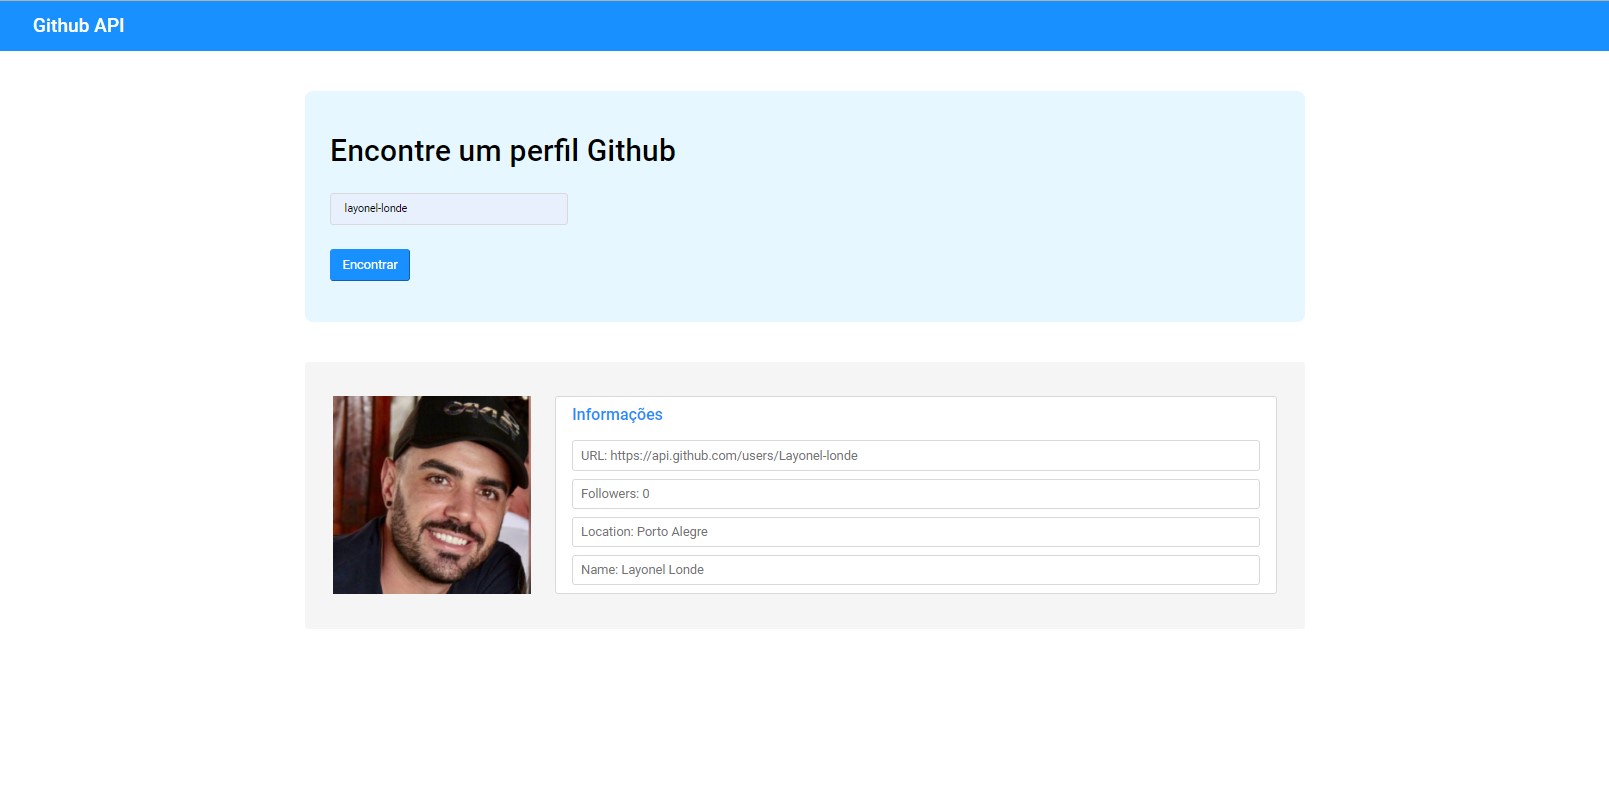 Github API
Encontre um perfil Github
layonel-londe
Encontrar
Informações
URL: https://api.github.com/users/Layonel-londe
Followers: 0
Location: Porto Alegre
Name: Layonel Londe